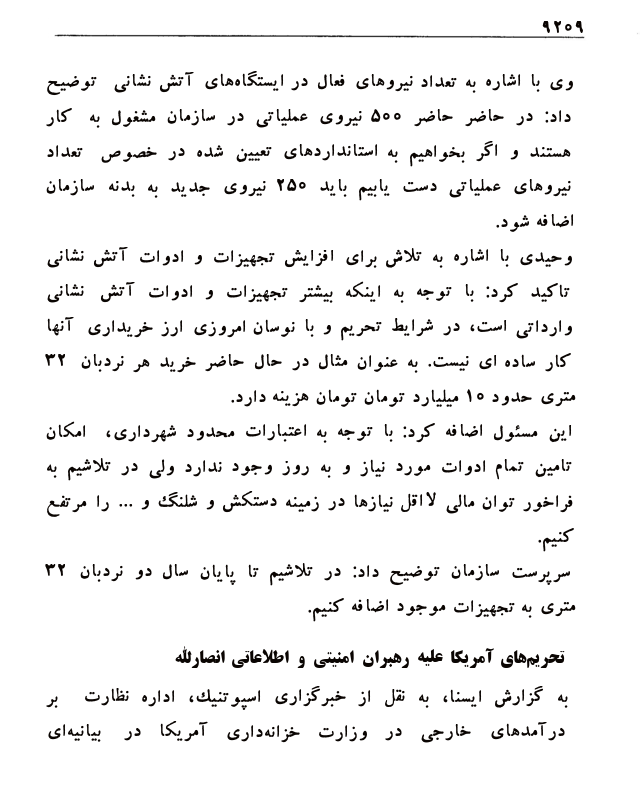 ۹۲۰۹
وی با اشاره به تعداد نیروهای فعال در ایستگاه‌های آتش نشانی توضیح
داد: در حاضر حاضر ۵۰۰ نیروی عملیاتی در سازمان مشغول به کار
هستند و اگر بخواهیم به استانداردهای تعیین شده در خصوص تعداد
نیروهای عملیاتی دست یابیم باید ۲۵۰ نیروی جدید به بدنه سازمان
اضافه شود.
وحیدی با اشاره به تلاش برای افزایش تجهیزات و ادوات آتش نشانی
تاکید کرد: با توجه به اینکه بیشتر تجهیزات و ادوات آتش نشانی
وارداتی است، در شرایط تحریم و با نوسان امروزی ارز خریداری آنها
کار ساده ای نیست. به عنوان مثال در حال حاضر خرید هر نردبان ۳۲
متری حدود ۱۰ میلیارد تومان تومان هزینه دارد.
این مسئول اضافه کرد: با توجه به اعتبارات محدود شهرداری، امکان
تامین تمام ادوات مورد نیاز و به روز وجود ندارد ولی در تلاشیم به
فراخور توان مالی لااقل نیازها در زمینه دستکش و شلنگ و ... را مرتفع
کنیم.
سرپرست سازمان توضیح داد: در تلاشیم تا پایان سال دو نردبان ۳۲
متری به تجهیزات موجود اضافه کنیم.
تحریم‌های آمریکا علیه رهبران امنیتی و اطلاعاتی انصارلله
به گزارش ایسنا، به نقل از خبرگزاری اسپوتنیك، اداره نظارت بر
درآمدهای خارجی در وزارت خزانه‌داری آمریکا در بیانیه‌ای